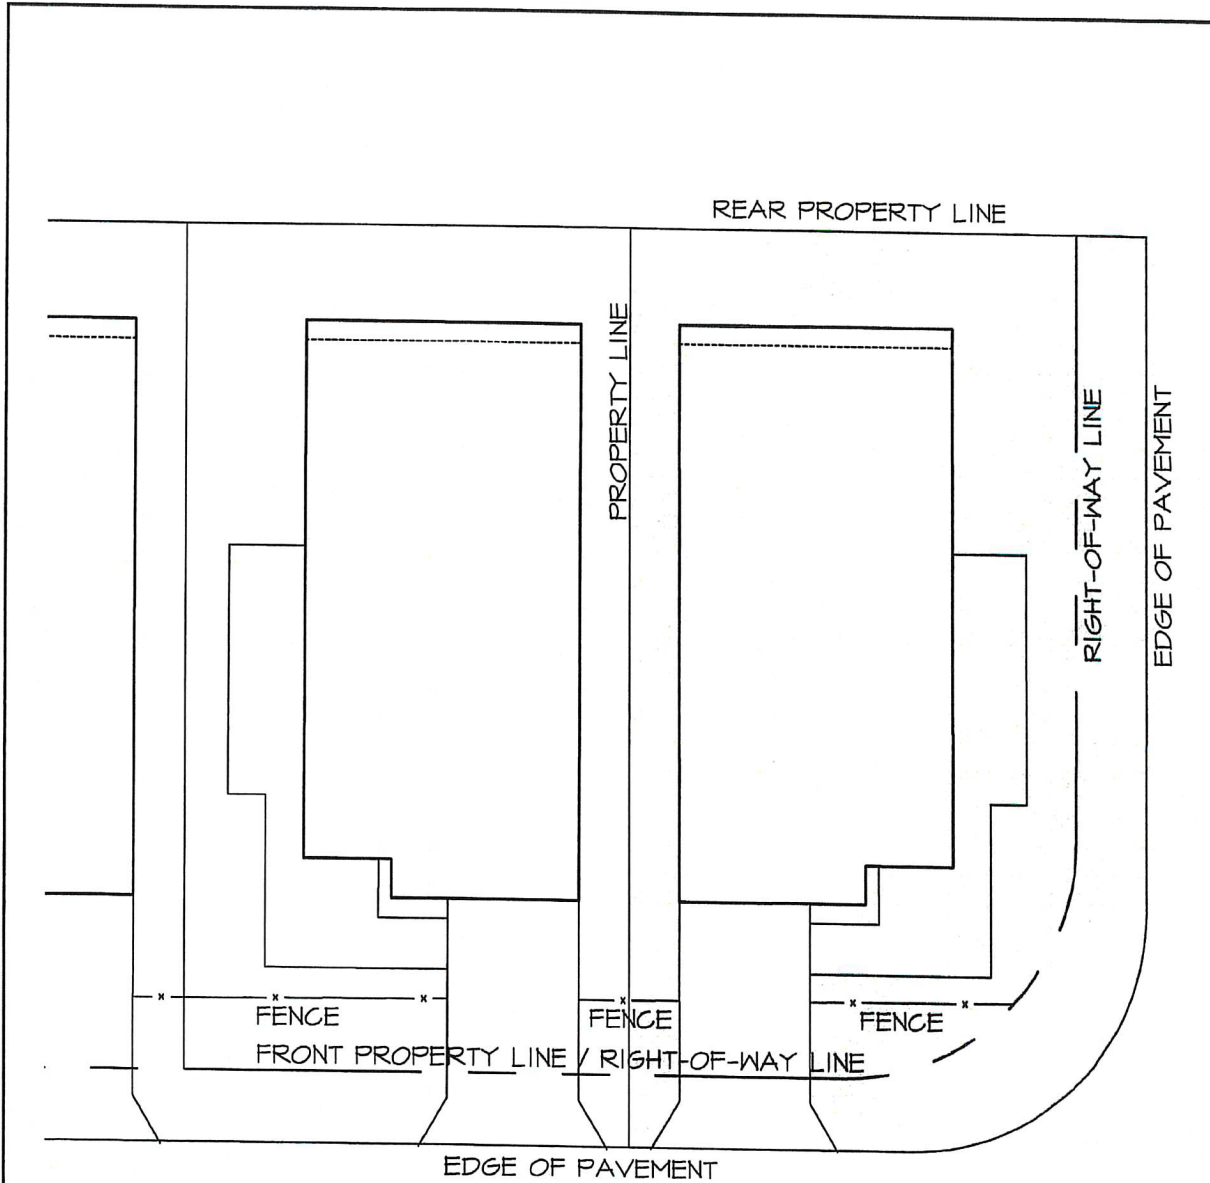 REAR PROPERTY LINE
PROPERTY LINE
RIGHT-OF-WAY LINE
EDGE OF PAVEMENT
FENCE
FENCE
FENCE
FRONT PROPERTY LINE / RIGHT-OF-WAY LINE
EDGE OF PAVEMENT